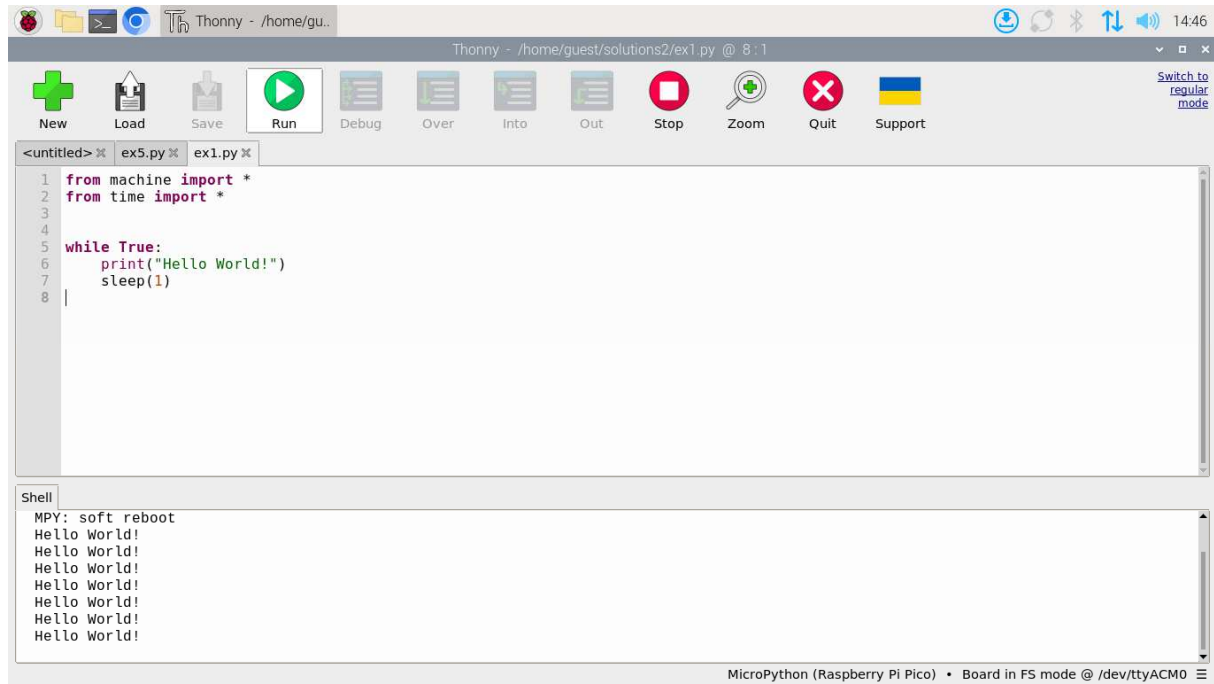 Thonny - /home/gu..
14:46
Thonny - /home/guest/solutions2/ex1.py @ 8:1
New Load Save Run Debug Over Into Out Stop Zoom Quit Support
Switch to
regular
mode
<untitled> ex5.py ex1.py
1 from machine import *
2 from time import *
3
4
5 while True:
6     print("Hello World!")
7     sleep(1)
8
Shell
MPY: soft reboot
Hello World!
Hello World!
Hello World!
Hello World!
Hello World!
Hello World!
Hello World!
MicroPython (Raspberry Pi Pico) • Board in FS mode @ /dev/ttyACM0 ☰